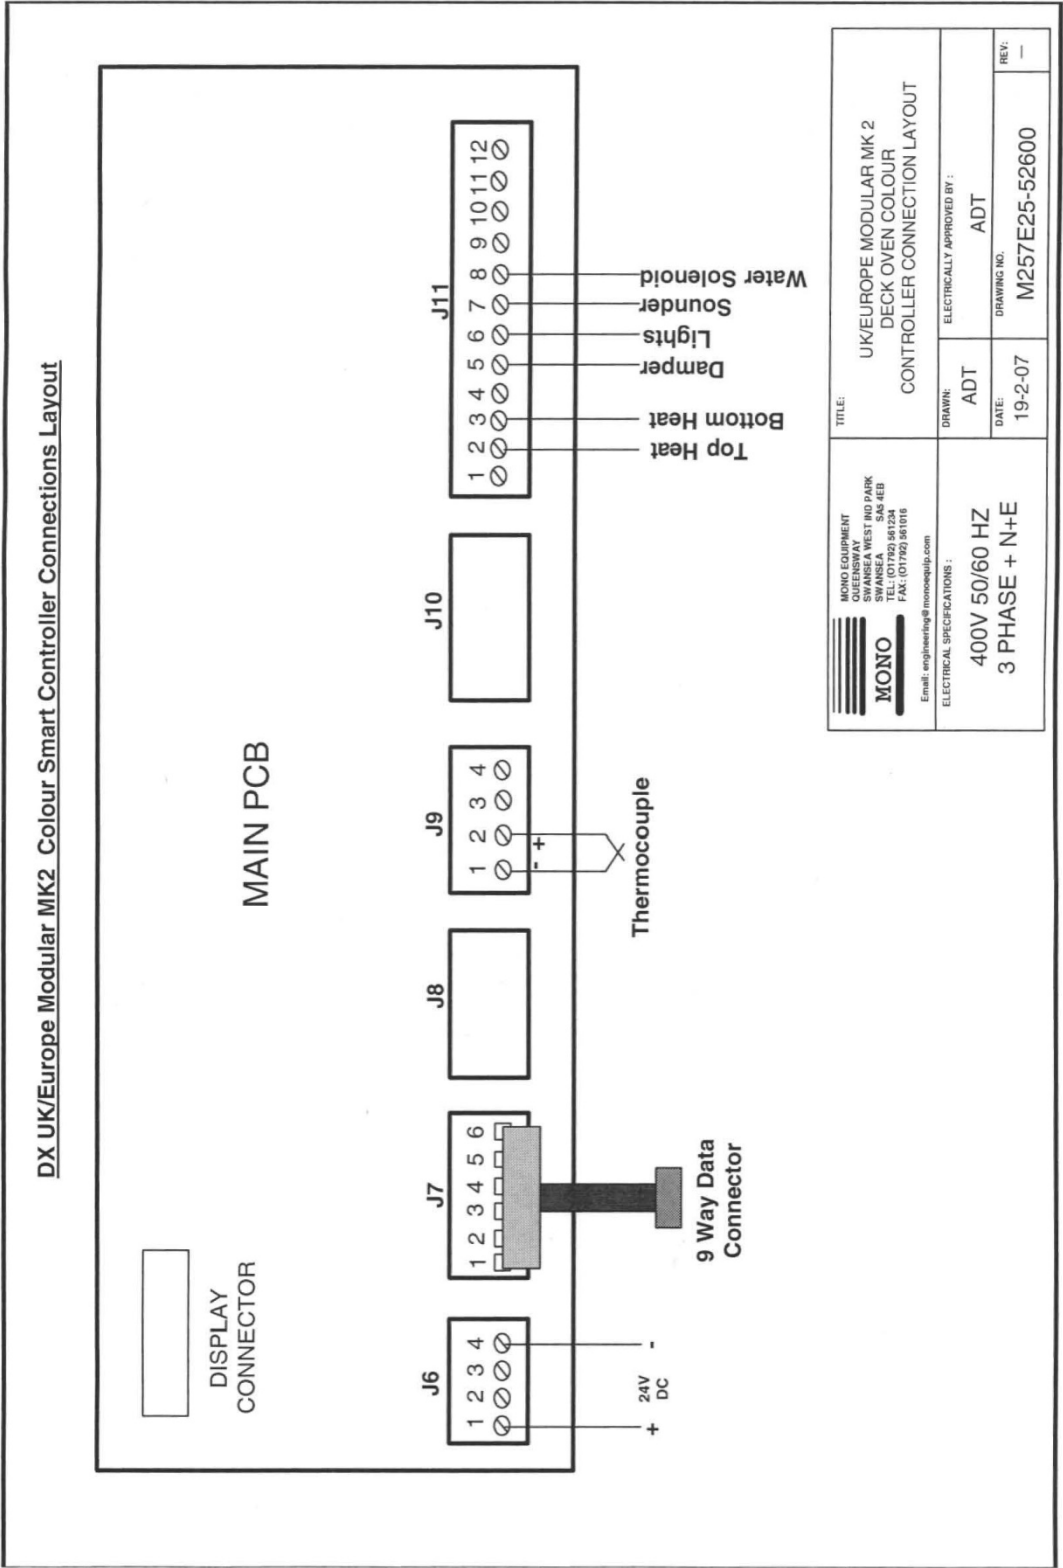 DX UK/Europe Modular MK2 Colour Smart Controller Connections Layout
DISPLAY
CONNECTOR
MAIN PCB
J6
1 2 3 4
+
24V
DC
-
J7
1 2 3 4 5 6
9 Way Data
Connector
J8
J9
1 2 3 4
- +
Thermocouple
J10
J11
1 2 3 4 5 6 7 8 9 10 11 12
Top Heat
Bottom Heat
Damper
Lights
Sounder
Water Solenoid
MONO
MONO EQUIPMENT
QUEENSWAY
SWANSEA WEST IND PARK
SWANSEA SA5 4EB
TEL: (O1792) 561234
FAX: (O1792) 561016
Email: engineering@monoequip.com
ELECTRICAL SPECIFICATIONS :
400V 50/60 HZ
3 PHASE + N+E
TITLE:
UK/EUROPE MODULAR MK 2
DECK OVEN COLOUR
CONTROLLER CONNECTION LAYOUT
DRAWN:
ADT
ELECTRICALLY APPROVED BY :
ADT
DATE:
19-2-07
DRAWING NO.
M257E25-52600
REV:
—